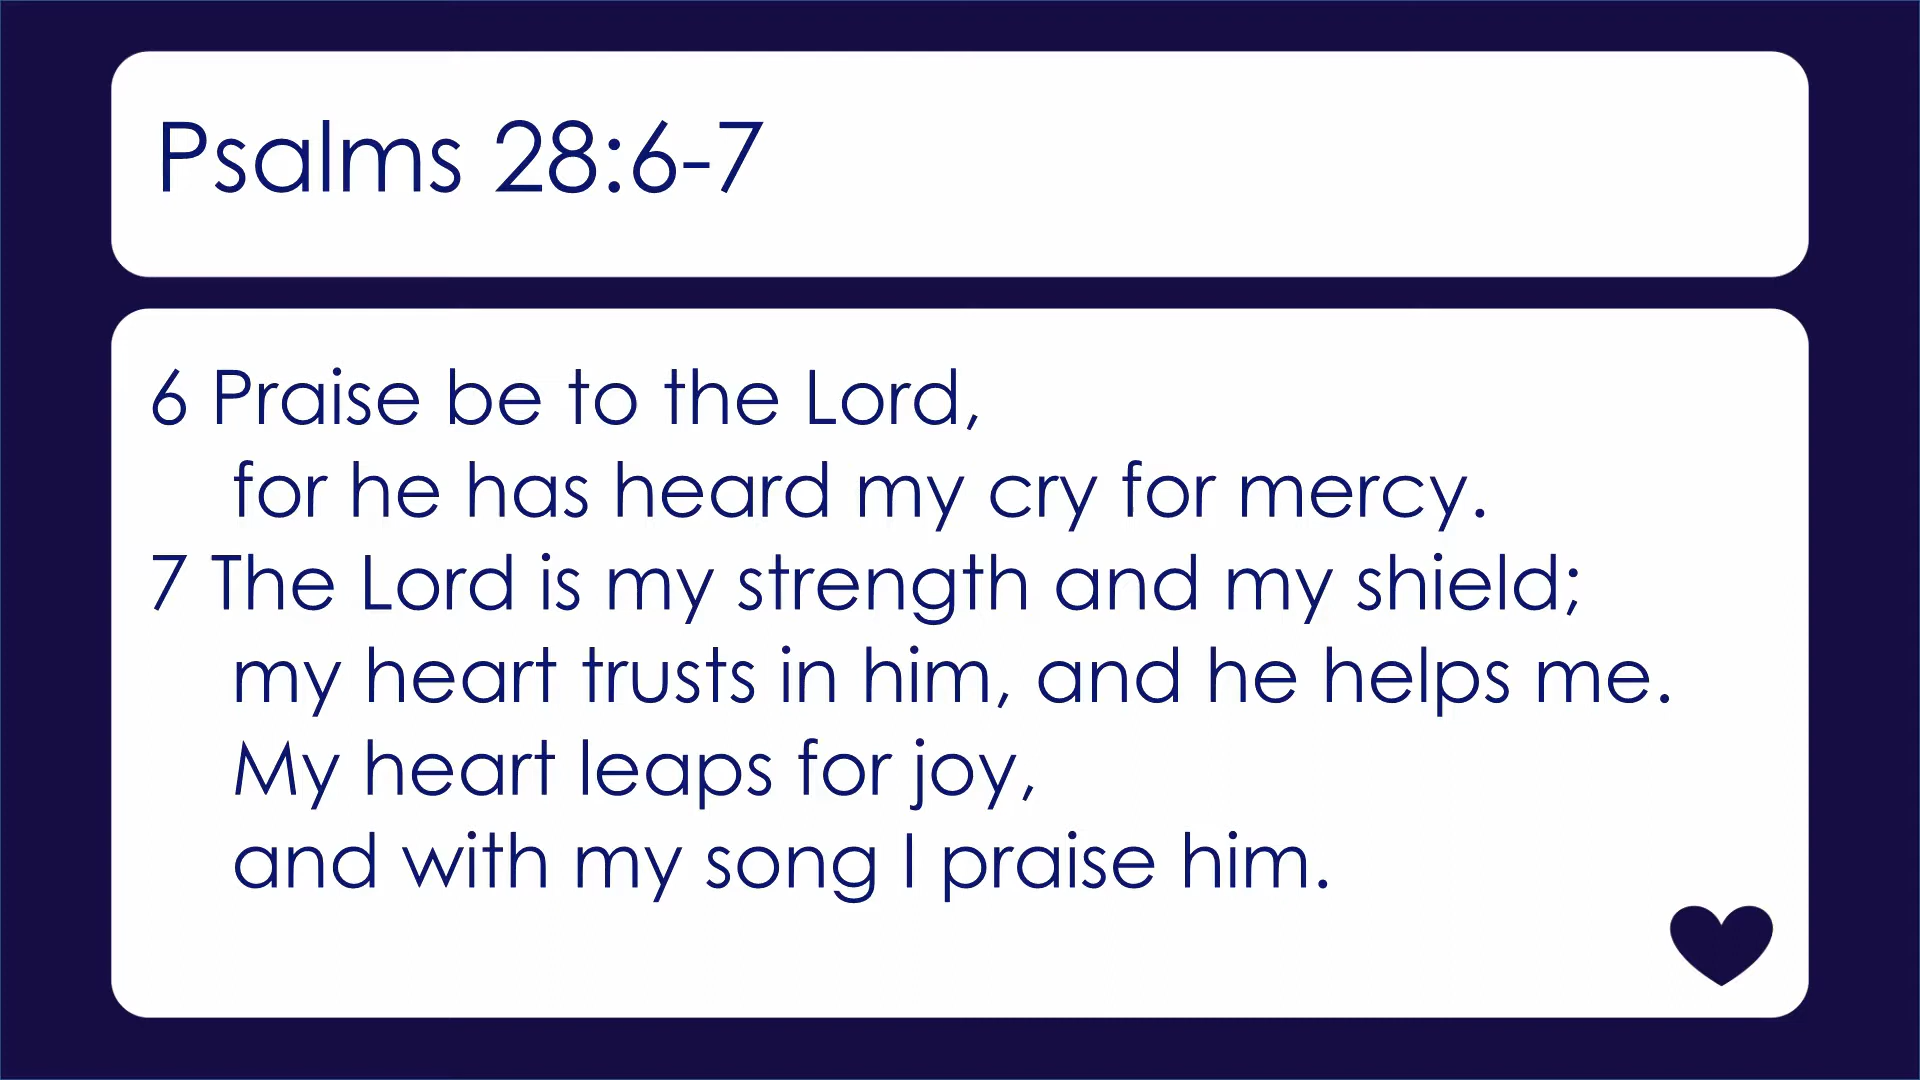 Psalms 28:6-7
6 Praise be to the Lord,
for he has heard my cry for mercy.
7 The Lord is my strength and my shield;
my heart trusts in him, and he helps me.
My heart leaps for joy,
and with my song I praise him.